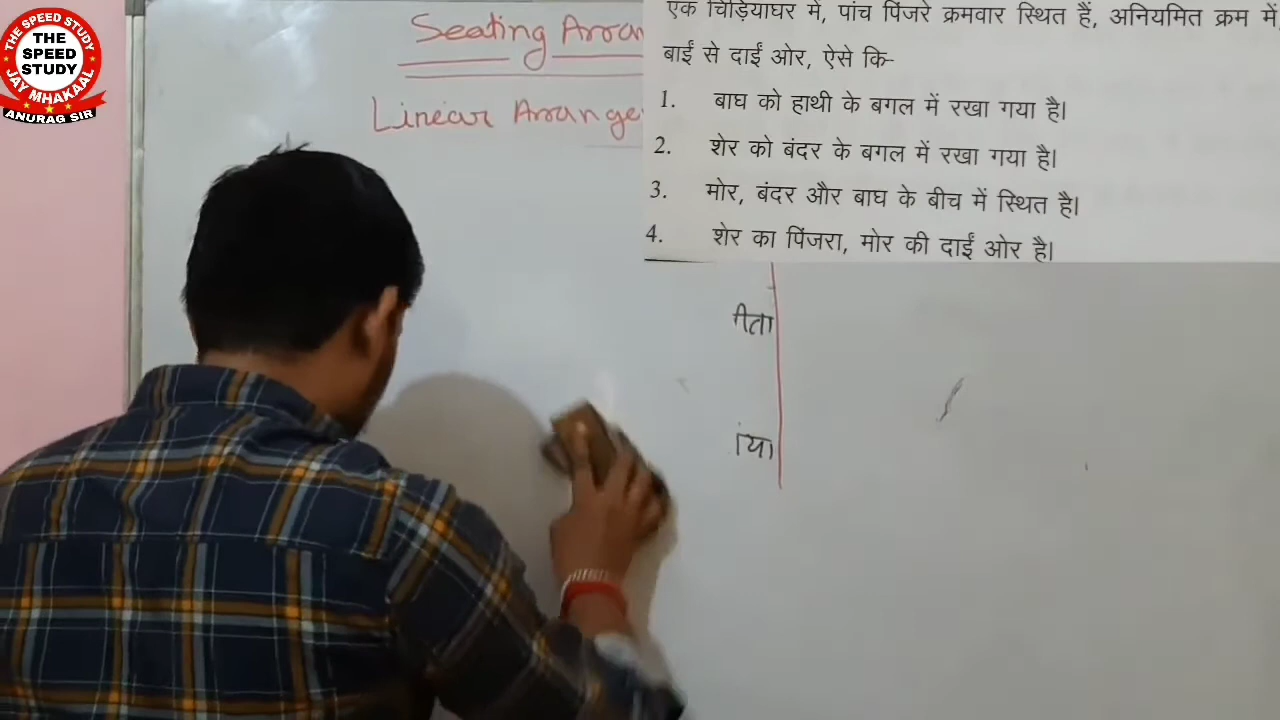 THE SPEED STUDY
THE
SPEED
STUDY
JAY MHAKAAL
ANURAG SIR
Seating Arran
Linear Arrange
एक चिड़ियाघर में, पांच पिंजरे क्रमवार स्थित हैं, अनियमित क्रम में
बाईं से दाईं ओर, ऐसे कि-
1. बाघ को हाथी के बगल में रखा गया है।
2. शेर को बंदर के बगल में रखा गया है।
3. मोर, बंदर और बाघ के बीच में स्थित है।
4. शेर का पिंजरा, मोर की दाईं ओर है।